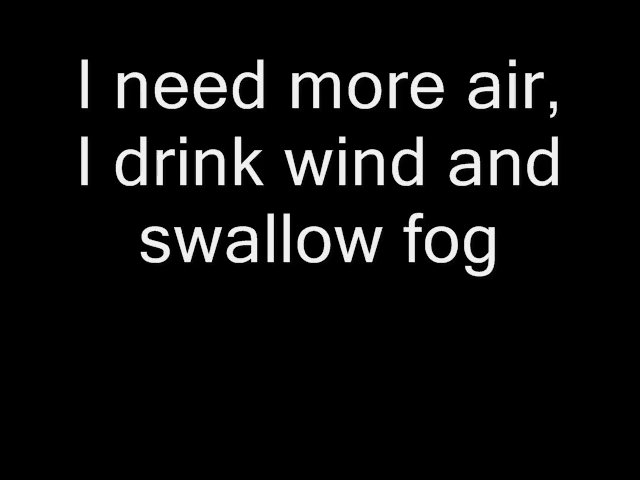 I need more air,
I drink wind and
swallow fog